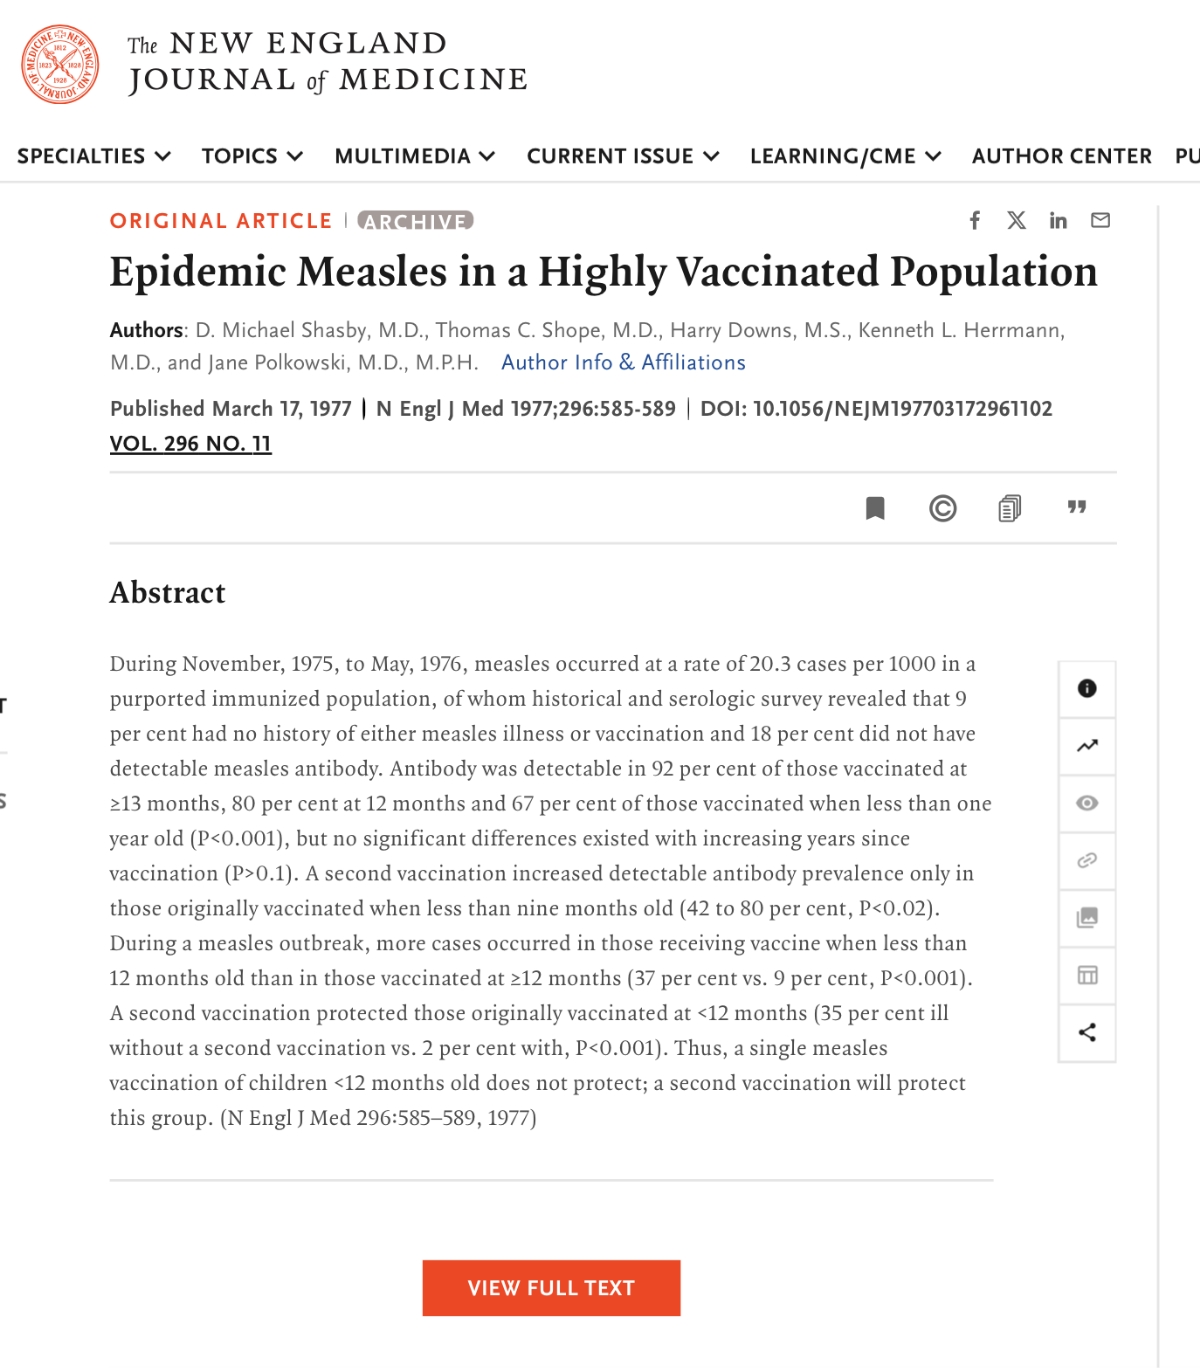 The NEW ENGLAND
JOURNAL of MEDICINE
SPECIALTIES TOPICS MULTIMEDIA CURRENT ISSUE LEARNING/CME AUTHOR CENTER PU
ORIGINAL ARTICLE | ARCHIVE
Epidemic Measles in a Highly Vaccinated Population
Authors: D. Michael Shasby, M.D., Thomas C. Shope, M.D., Harry Downs, M.S., Kenneth L. Herrmann,
M.D., and Jane Polkowski, M.D., M.P.H. Author Info & Affiliations
Published March 17, 1977 | N Engl J Med 1977;296:585-589 | DOI: 10.1056/NEJM197703172961102
VOL. 296 NO. 11
Abstract
During November, 1975, to May, 1976, measles occurred at a rate of 20.3 cases per 1000 in a
purported immunized population, of whom historical and serologic survey revealed that 9
per cent had no history of either measles illness or vaccination and 18 per cent did not have
detectable measles antibody. Antibody was detectable in 92 per cent of those vaccinated at
≥13 months, 80 per cent at 12 months and 67 per cent of those vaccinated when less than one
year old (P<0.001), but no significant differences existed with increasing years since
vaccination (P>0.1). A second vaccination increased detectable antibody prevalence only in
those originally vaccinated when less than nine months old (42 to 80 per cent, P<0.02).
During a measles outbreak, more cases occurred in those receiving vaccine when less than
12 months old than in those vaccinated at ≥12 months (37 per cent vs. 9 per cent, P<0.001).
A second vaccination protected those originally vaccinated at <12 months (35 per cent ill
without a second vaccination vs. 2 per cent with, P<0.001). Thus, a single measles
vaccination of children <12 months old does not protect; a second vaccination will protect
this group. (N Engl J Med 296:585–589, 1977)
VIEW FULL TEXT